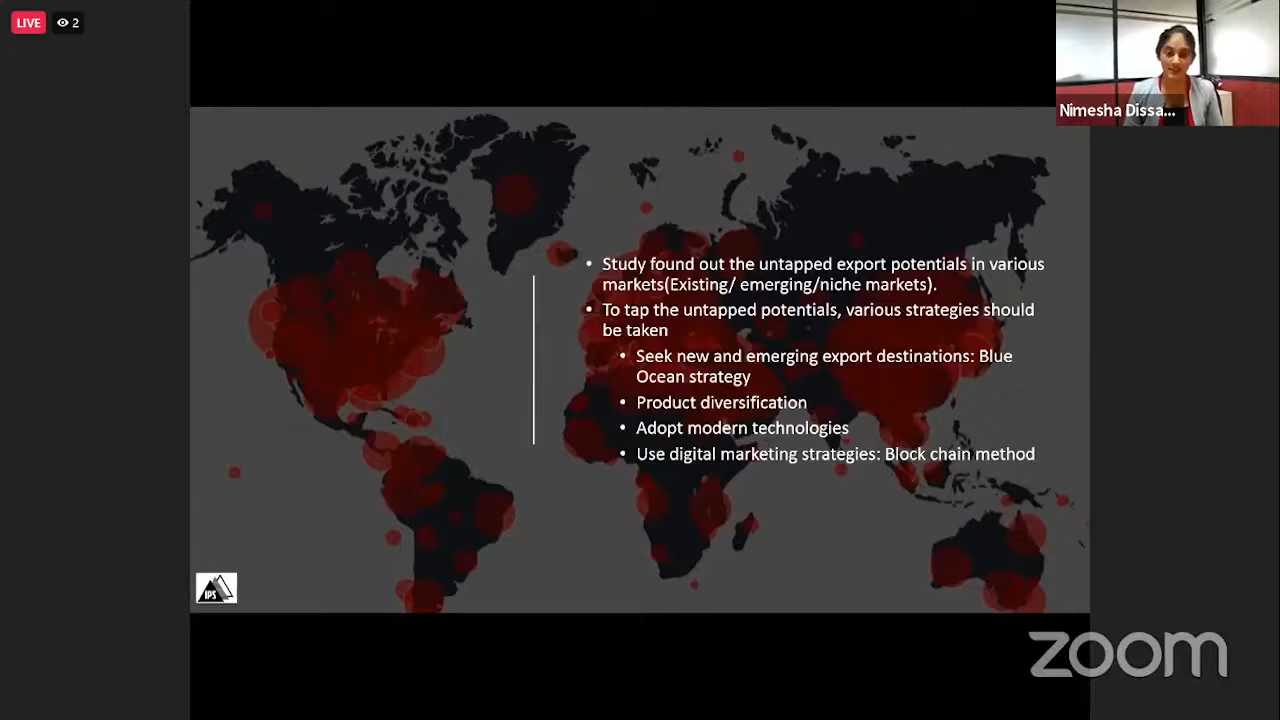 LIVE
2
Nimesha Dissa...
• Study found out the untapped export potentials in various
markets(Existing/ emerging/niche markets).
• To tap the untapped potentials, various strategies should
be taken
• Seek new and emerging export destinations: Blue
Ocean strategy
• Product diversification
• Adopt modern technologies
• Use digital marketing strategies: Block chain method
IPS
zoom